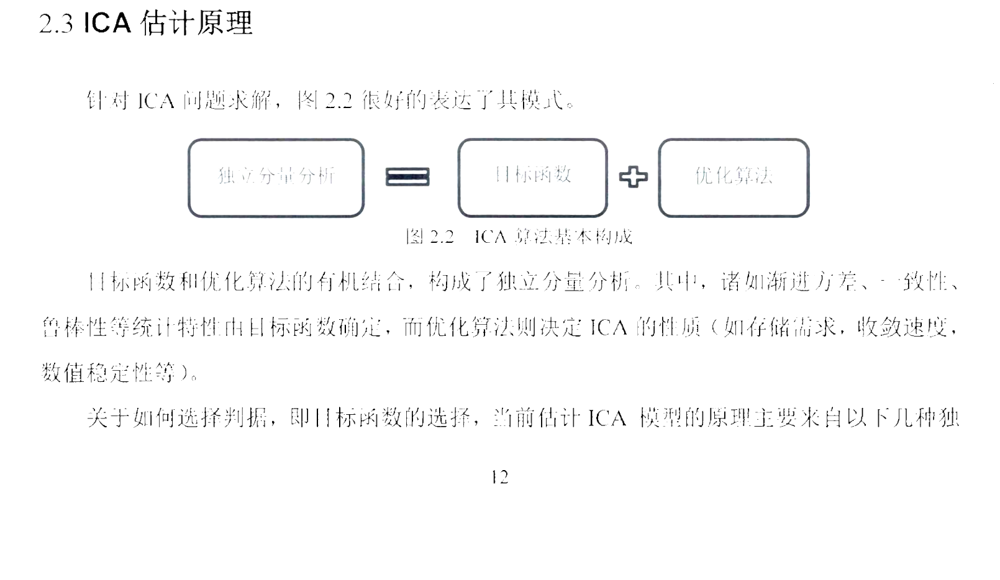 2.3 ICA 估计原理
针对 ICA 问题求解，图 2.2 很好的表达了其模式。
独立分量分析 = 目标函数 + 优化算法
图 2.2 ICA 算法基本构成
目标函数和优化算法的有机结合，构成了独立分量分析。其中，诸如渐进方差、一致性、
鲁棒性等统计特性由目标函数确定，而优化算法则决定 ICA 的性质（如存储需求，收敛速度，
数值稳定性等）。
关于如何选择判据，即目标函数的选择，当前估计 ICA 模型的原理主要来自以下几种独
12